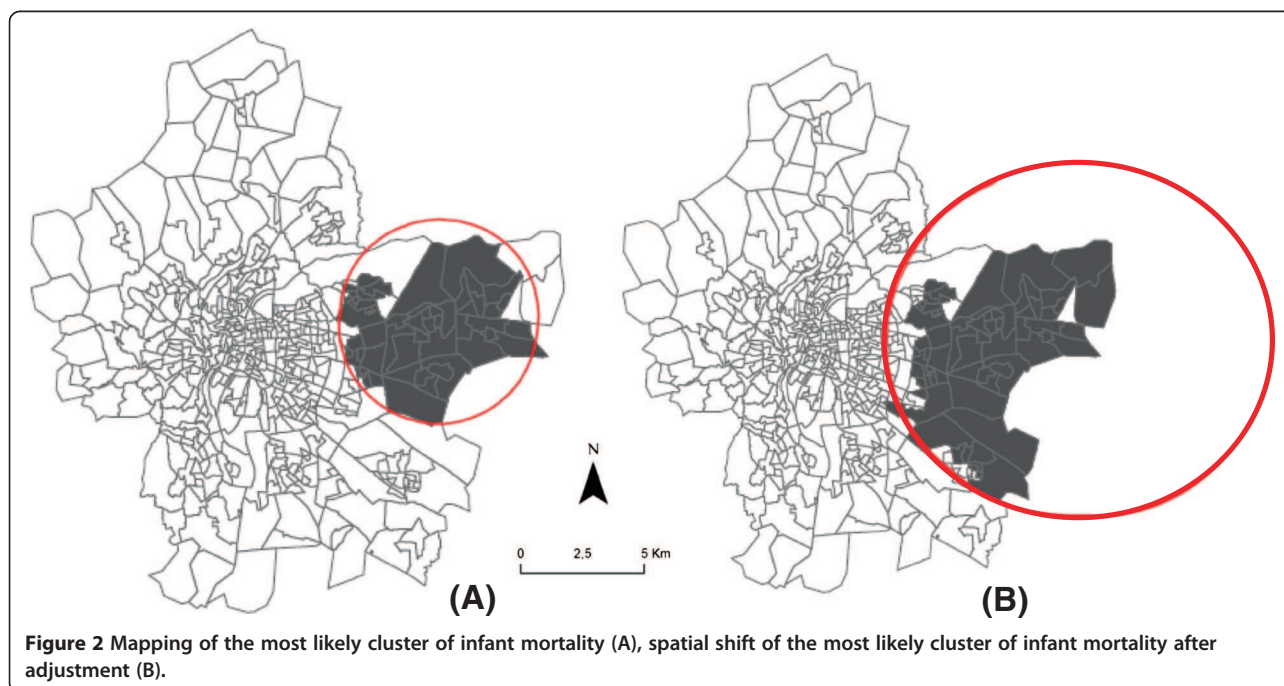 N
0 2,5 5 Km
(A) (B)
Figure 2 Mapping of the most likely cluster of infant mortality (A), spatial shift of the most likely cluster of infant mortality after
adjustment (B).